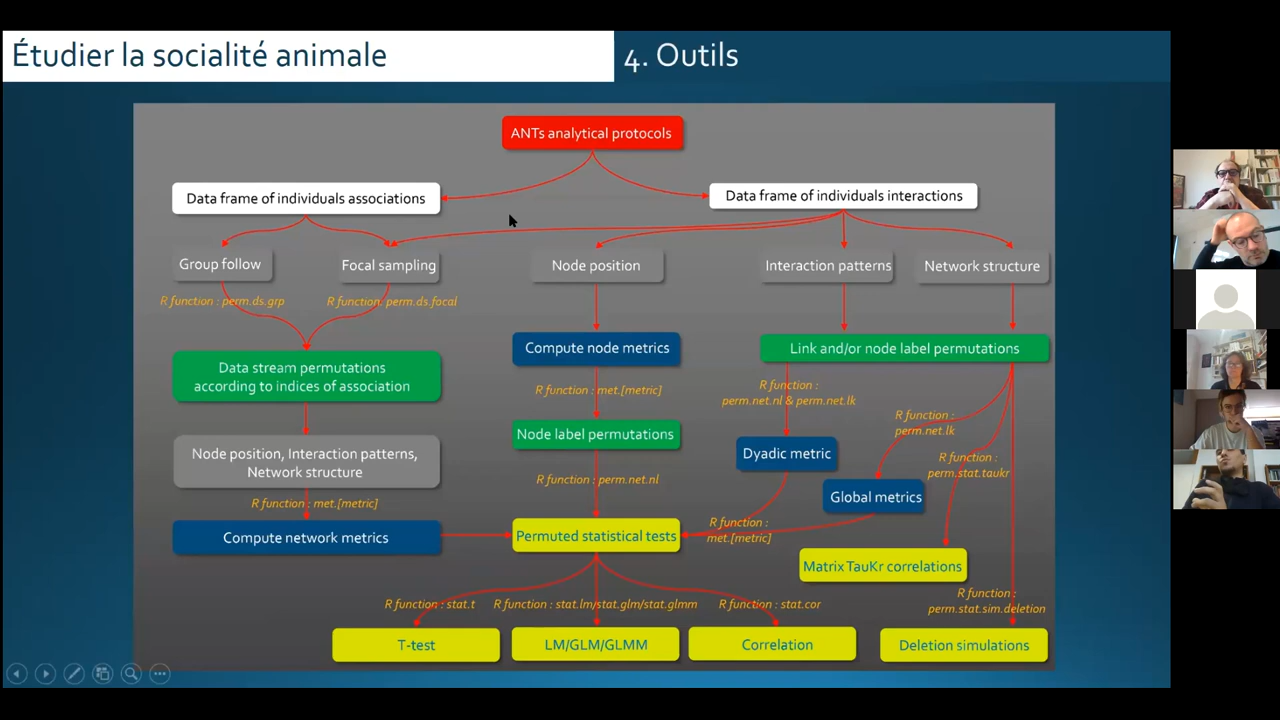 Étudier la socialité animale
4. Outils
ANTs analytical protocols
Data frame of individuals associations
Data frame of individuals interactions
Group follow
Focal sampling
Node position
Interaction patterns
Network structure
R function : perm.ds.grp
R function: perm.ds.focal
Data stream permutations
according to indices of association
Compute node metrics
Link and/or node label permutations
R function : met.[metric]
R function :
perm.net.nl & perm.net.lk
R function :
perm.net.lk
Node label permutations
Node position, Interaction patterns,
Network structure
Dyadic metric
R function :
perm.stat.taukr
R function : perm.net.nl
Global metrics
R function : met.[metric]
Compute network metrics
Permuted statistical tests
R function :
met.[metric]
Matrix TauKr correlations
R function : stat.t
R function : stat.lm/stat.glm/stat.glmm
R function : stat.cor
R function :
perm.stat.sim.deletion
T-test
LM/GLM/GLMM
Correlation
Deletion simulations